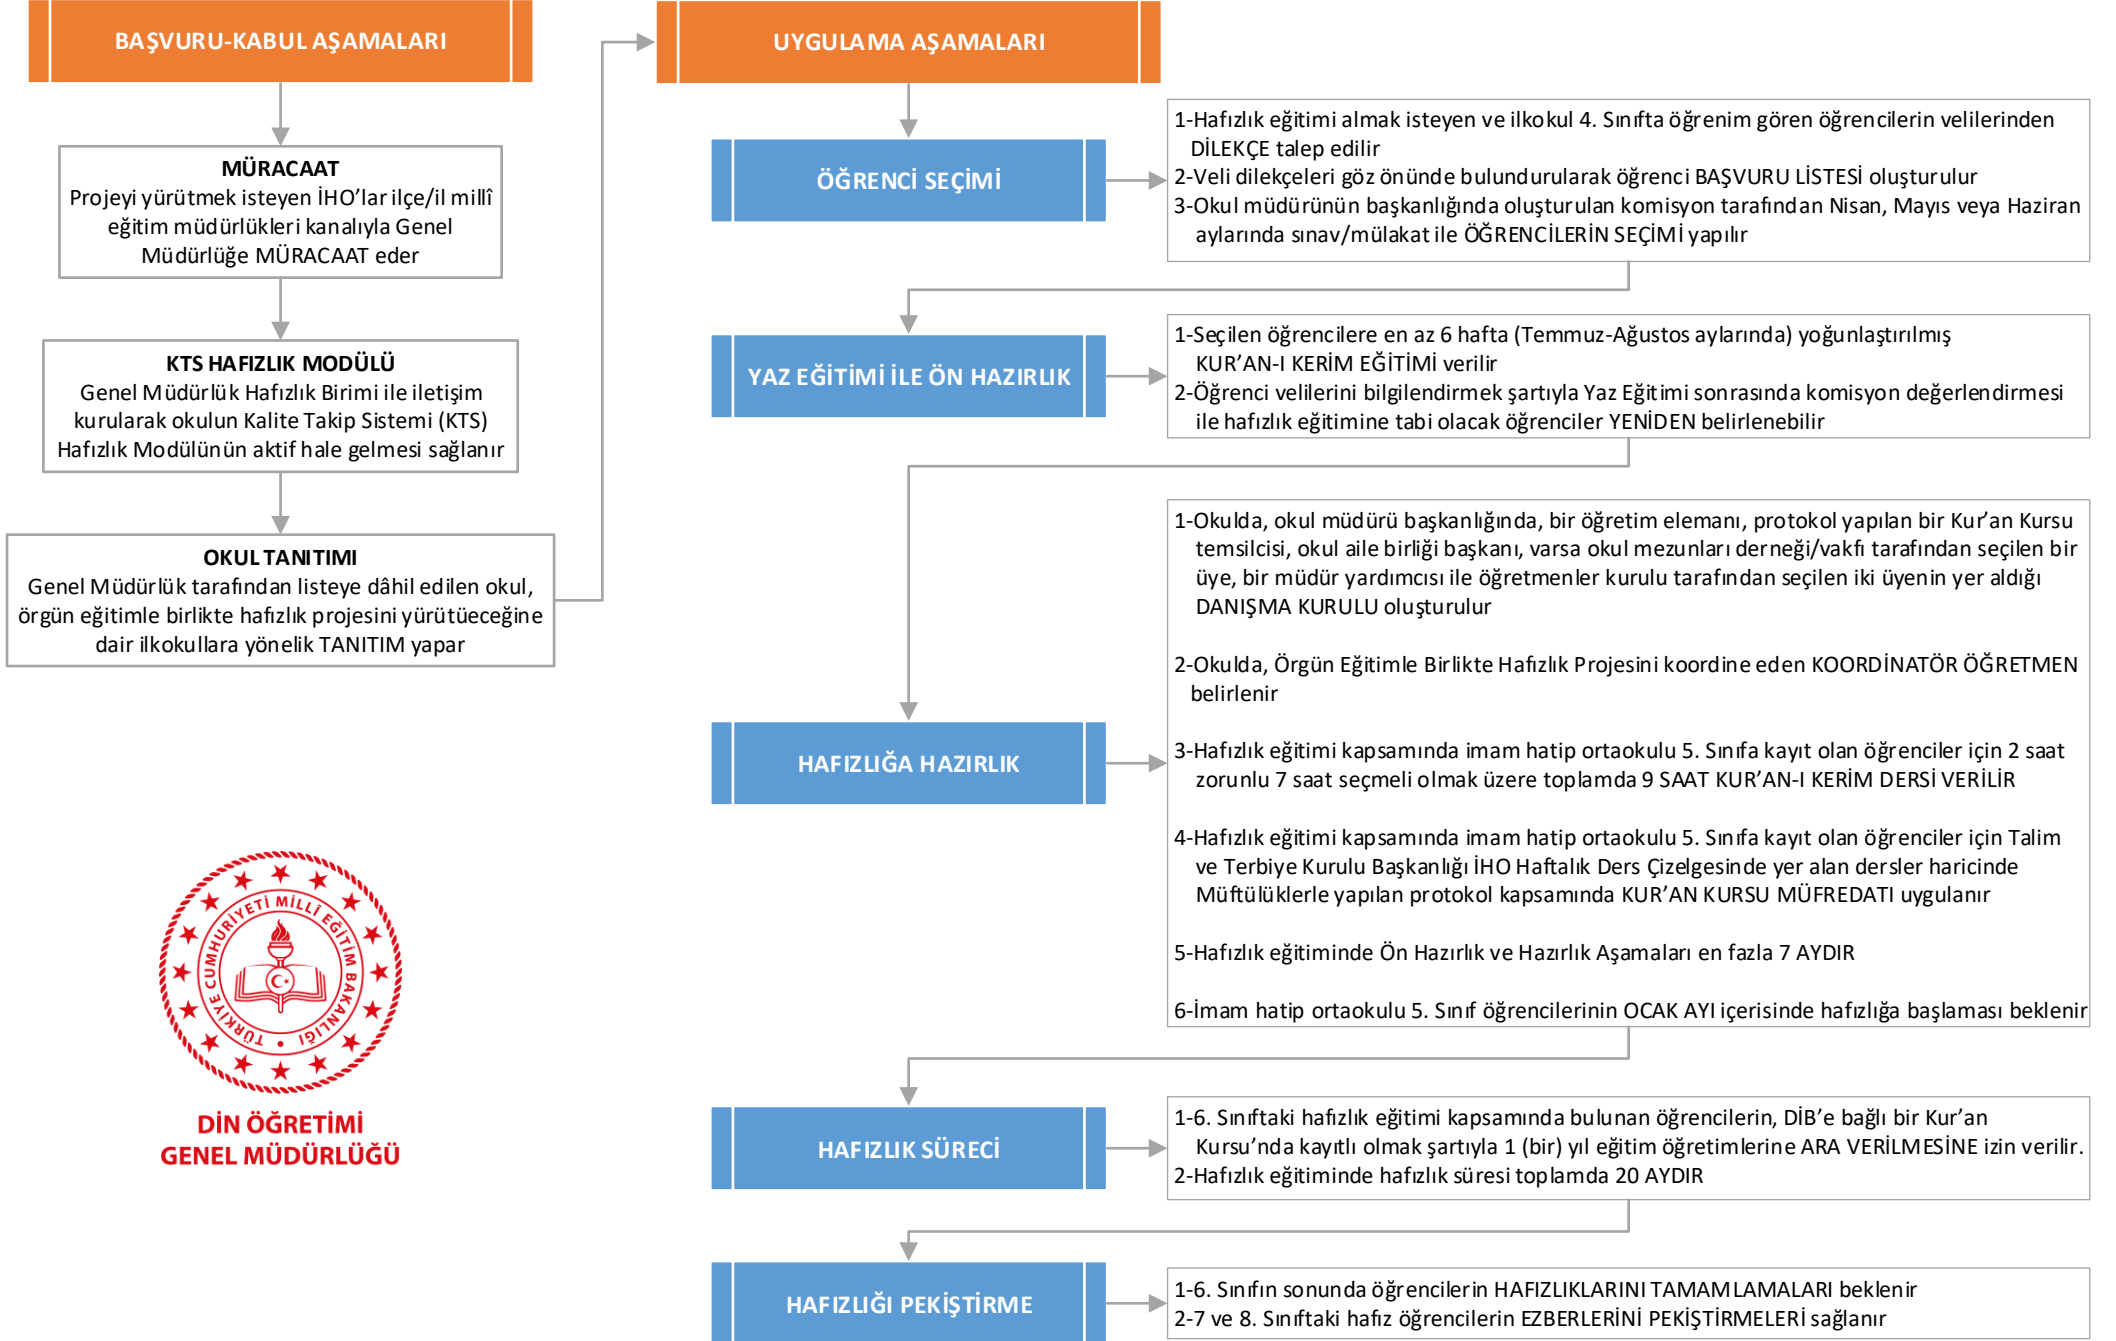 BAŞVURU-KABUL AŞAMALARI
MÜRACAAT
Projeyi yürütmek isteyen İHO’lar ilçe/il millî
eğitim müdürlükleri kanalıyla Genel
Müdürlüğe MÜRACAAT eder
KTS HAFIZLIK MODÜLÜ
Genel Müdürlük Hafızlık Birimi ile iletişim
kurularak okulun Kalite Takip Sistemi (KTS)
Hafızlık Modülünün aktif hale gelmesi sağlanır
OKUL TANITIMI
Genel Müdürlük tarafından listeye dâhil edilen okul,
örgün eğitimle birlikte hafızlık projesini yürütüeceğine
dair ilkokullara yönelik TANITIM yapar
TÜRKİYE CUMHURİYETİ MİLLÎ EĞİTİM BAKANLIĞI
DİN ÖĞRETİMİ
GENEL MÜDÜRLÜĞÜ
UYGULAMA AŞAMALARI
ÖĞRENCİ SEÇİMİ
1-Hafızlık eğitimi almak isteyen ve ilkokul 4. Sınıfta öğrenim gören öğrencilerin velilerinden
DİLEKÇE talep edilir
2-Veli dilekçeleri göz önünde bulundurularak öğrenci BAŞVURU LİSTESİ oluşturulur
3-Okul müdürünün başkanlığında oluşturulan komisyon tarafından Nisan, Mayıs veya Haziran
aylarında sınav/mülakat ile ÖĞRENCİLERİN SEÇİMİ yapılır
YAZ EĞİTİMİ İLE ÖN HAZIRLIK
1-Seçilen öğrencilere en az 6 hafta (Temmuz-Ağustos aylarında) yoğunlaştırılmış
KUR’AN-I KERİM EĞİTİMİ verilir
2-Öğrenci velilerini bilgilendirmek şartıyla Yaz Eğitimi sonrasında komisyon değerlendirmesi
ile hafızlık eğitimine tabi olacak öğrenciler YENİDEN belirlenebilir
HAFIZLIĞA HAZIRLIK
1-Okulda, okul müdürü başkanlığında, bir öğretim elemanı, protokol yapılan bir Kur’an Kursu
temsilcisi, okul aile birliği başkanı, varsa okul mezunları derneği/vakfı tarafından seçilen bir
üye, bir müdür yardımcısı ile öğretmenler kurulu tarafından seçilen iki üyenin yer aldığı
DANIŞMA KURULU oluşturulur
2-Okulda, Örgün Eğitimle Birlikte Hafızlık Projesini koordine eden KOORDİNATÖR ÖĞRETMEN
belirlenir
3-Hafızlık eğitimi kapsamında imam hatip ortaokulu 5. Sınıfa kayıt olan öğrenciler için 2 saat
zorunlu 7 saat seçmeli olmak üzere toplamda 9 SAAT KUR’AN-I KERİM DERSİ VERİLİR
4-Hafızlık eğitimi kapsamında imam hatip ortaokulu 5. Sınıfa kayıt olan öğrenciler için Talim
ve Terbiye Kurulu Başkanlığı İHO Haftalık Ders Çizelgesinde yer alan dersler haricinde
Müftülüklerle yapılan protokol kapsamında KUR’AN KURSU MÜFREDATI uygulanır
5-Hafızlık eğitiminde Ön Hazırlık ve Hazırlık Aşamaları en fazla 7 AYDIR
6-İmam hatip ortaokulu 5. Sınıf öğrencilerinin OCAK AYI içerisinde hafızlığa başlaması beklenir
HAFIZLIK SÜRECİ
1-6. Sınıftaki hafızlık eğitimi kapsamında bulunan öğrencilerin, DİB’e bağlı bir Kur’an
Kursu’nda kayıtlı olmak şartıyla 1 (bir) yıl eğitim öğretimlerine ARA VERİLMESİNE izin verilir.
2-Hafızlık eğitiminde hafızlık süresi toplamda 20 AYDIR
HAFIZLIĞI PEKİŞTİRME
1-6. Sınıfın sonunda öğrencilerin HAFIZLIKLARINI TAMAMLAMALARI beklenir
2-7 ve 8. Sınıftaki hafız öğrencilerin EZBERLERİNİ PEKİŞTİRMELERİ sağlanır